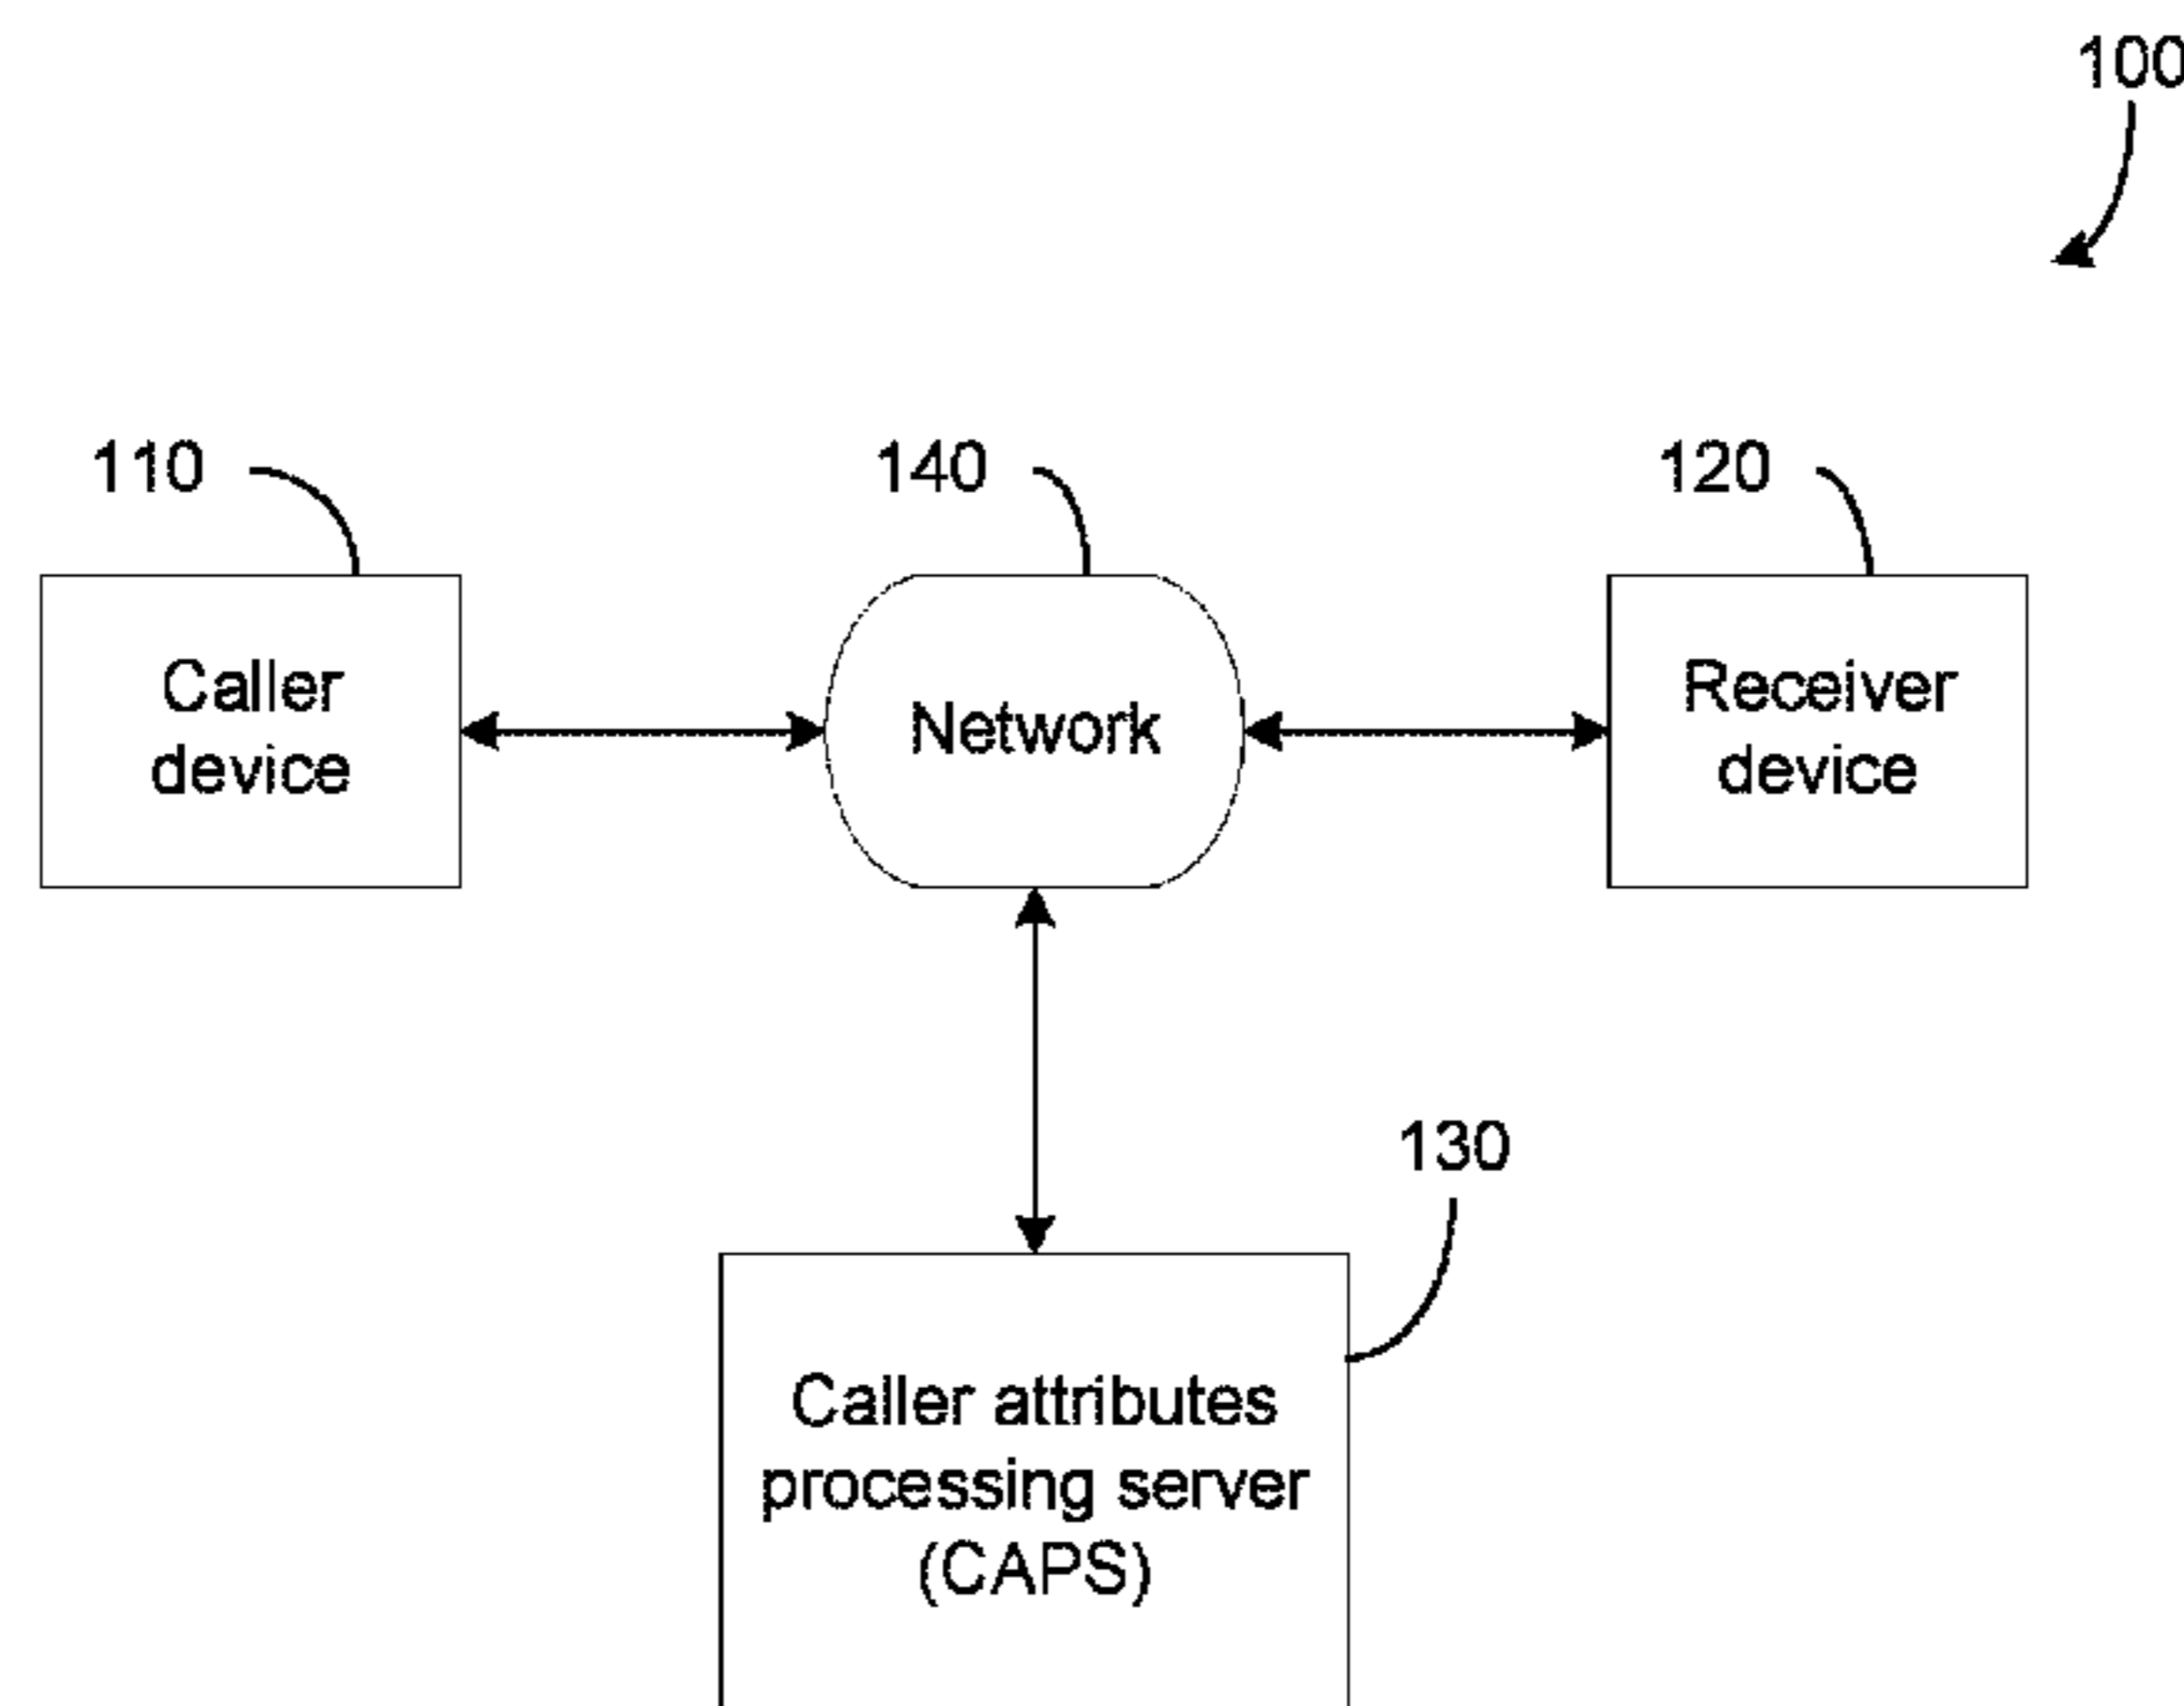 100
110
140
120
Caller
device
Network
Receiver
device
130
Caller attributes
processing server
(CAPS)